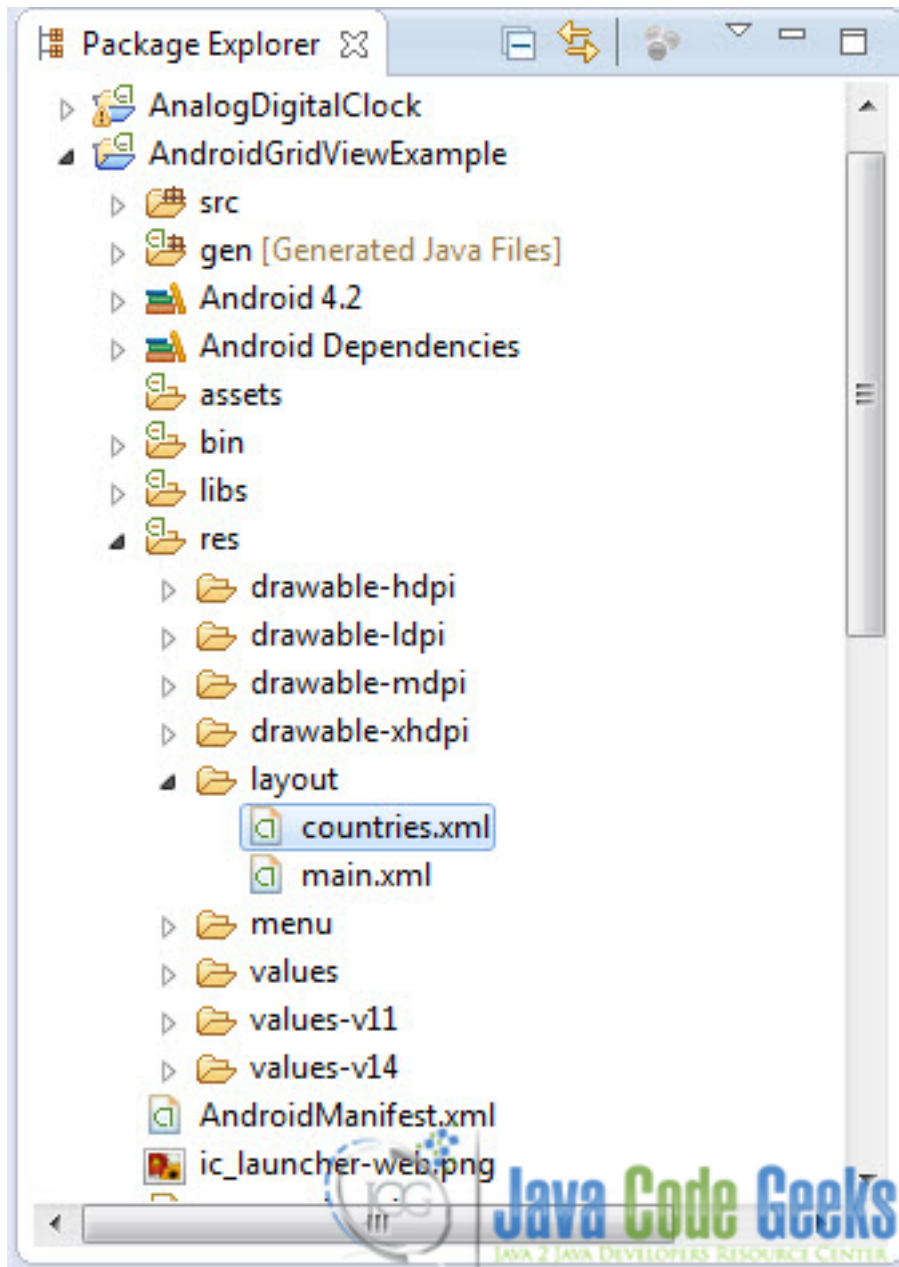 Package Explorer
AnalogDigitalClock
AndroidGridViewExample
src
gen [Generated Java Files]
Android 4.2
Android Dependencies
assets
bin
libs
res
drawable-hdpi
drawable-ldpi
drawable-mdpi
drawable-xhdpi
layout
countries.xml
main.xml
menu
values
values-v11
values-v14
AndroidManifest.xml
ic_launcher-web.png
JCG
Java Code Geeks
JAVA 2 JAVA DEVELOPERS RESOURCE CENTER